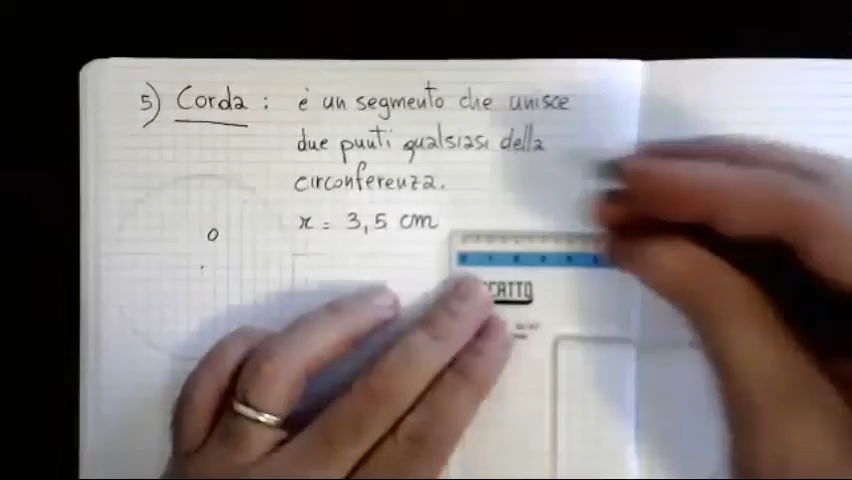 5) Corda : è un segmento che unisce
due punti qualsiasi della
circonferenza.
r = 3,5 cm
O